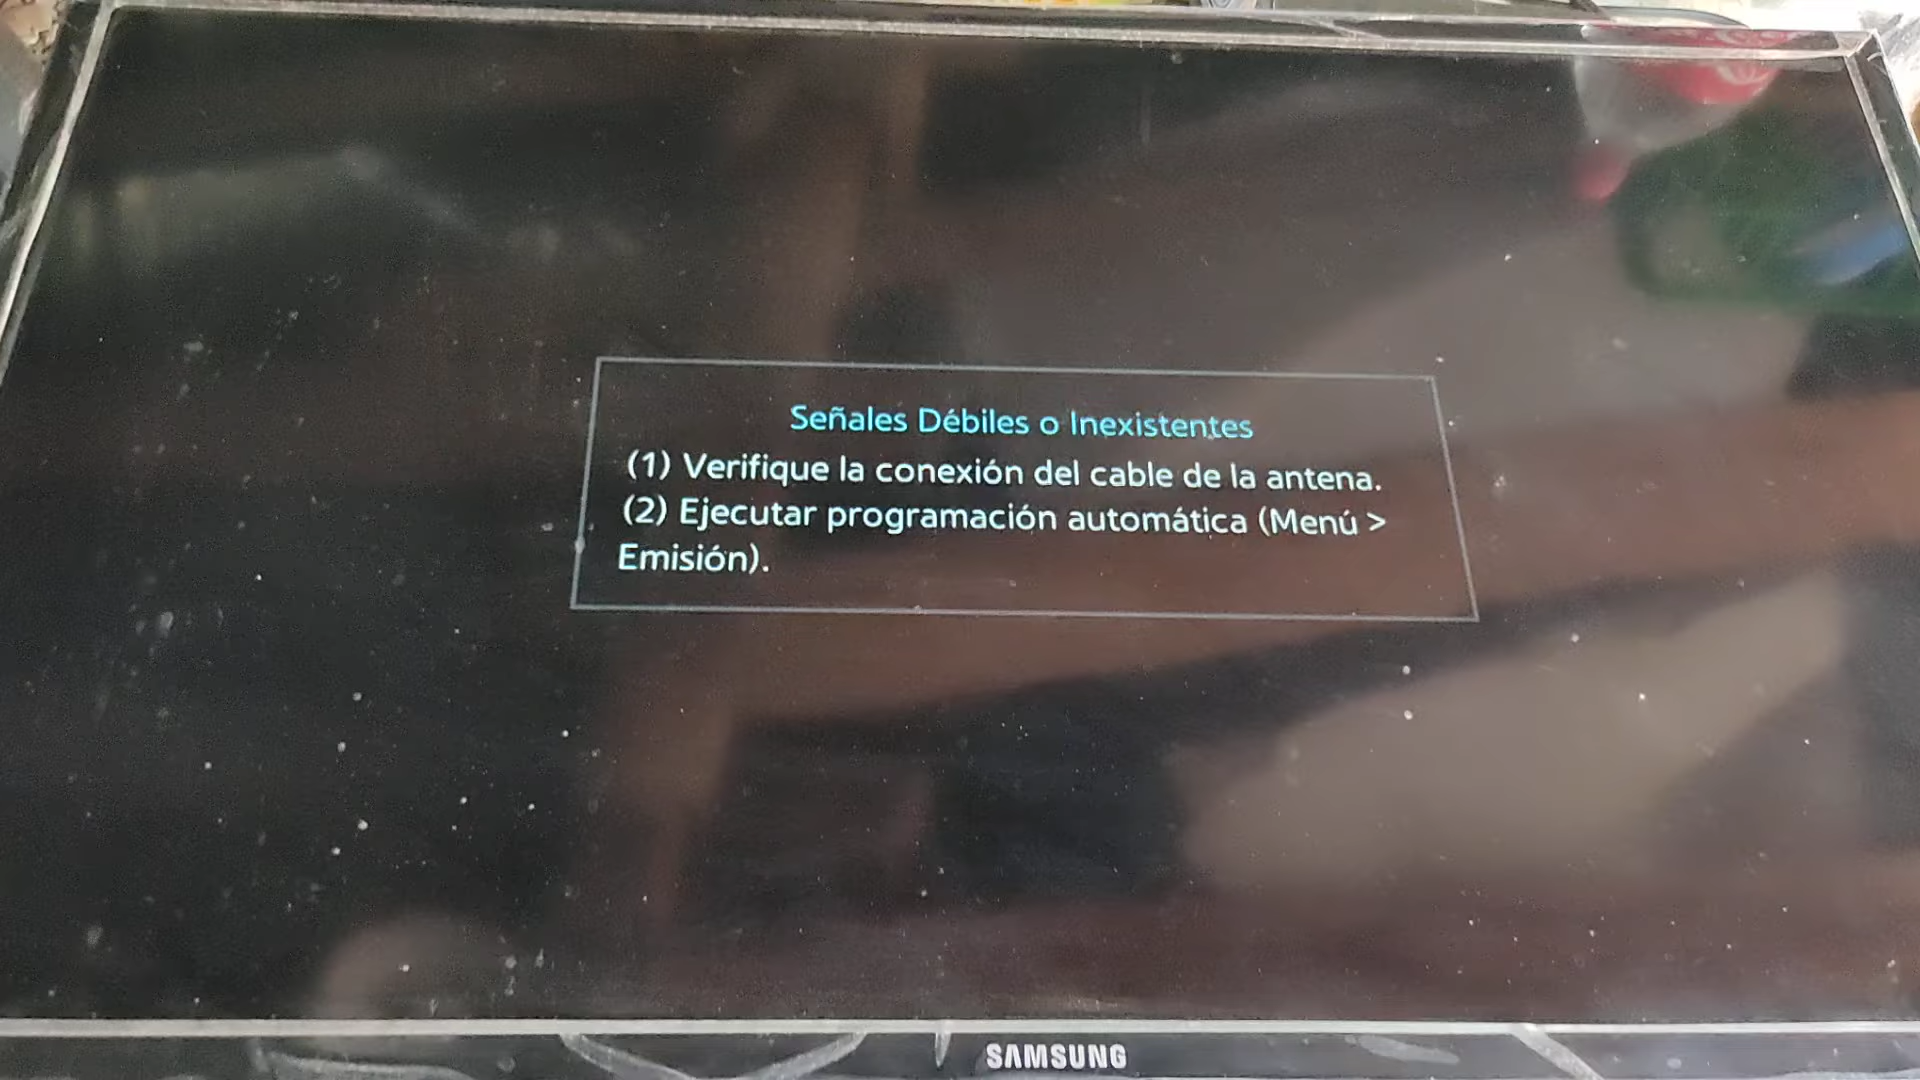 Señales Débiles o Inexistentes
(1) Verifique la conexión del cable de la antena.
(2) Ejecutar programación automática (Menú >
Emisión).
SAMSUNG